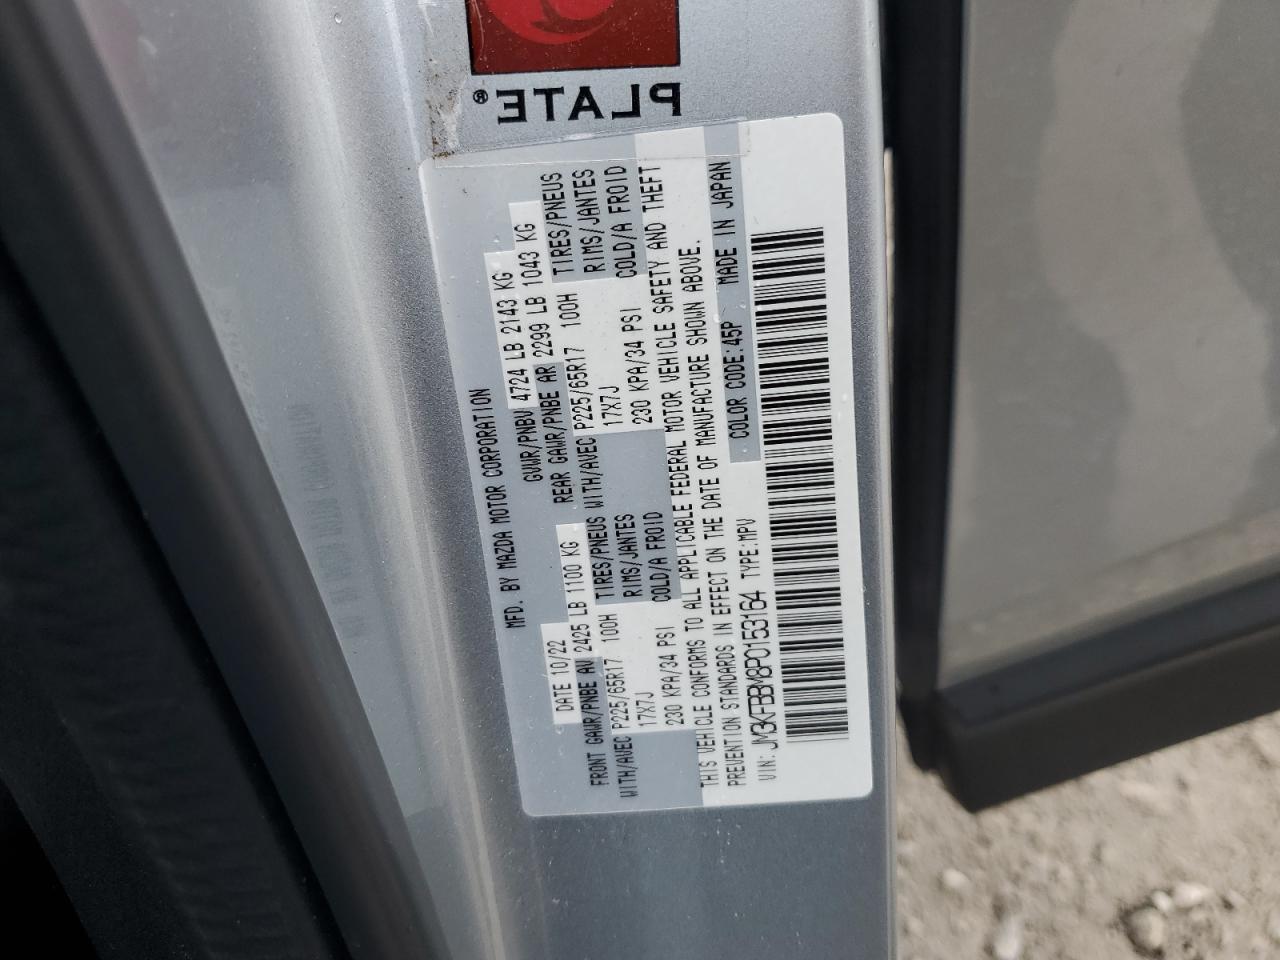 PLATE®
MFD. BY MAZDA MOTOR CORPORATION
DATE 10/22 GVWR/PNBV 4724 LB 2143 KG
FRONT GAWR/PNBE AV 2425 LB 1100 KG REAR GAWR/PNBE AR 2299 LB 1043 KG
WITH/AVEC P225/65R17 100H TIRES/PNEUS WITH/AVEC P225/65R17 100H TIRES/PNEUS
17X7J RIMS/JANTES 17X7J RIMS/JANTES
230 KPA/34 PSI COLD/A FROID 230 KPA/34 PSI COLD/A FROID
THIS VEHICLE CONFORMS TO ALL APPLICABLE FEDERAL MOTOR VEHICLE SAFETY AND THEFT
PREVENTION STANDARDS IN EFFECT ON THE DATE OF MANUFACTURE SHOWN ABOVE.
VIN: JM3KFBBM8P0153164 TYPE:MPV COLOR CODE:45P MADE IN JAPAN